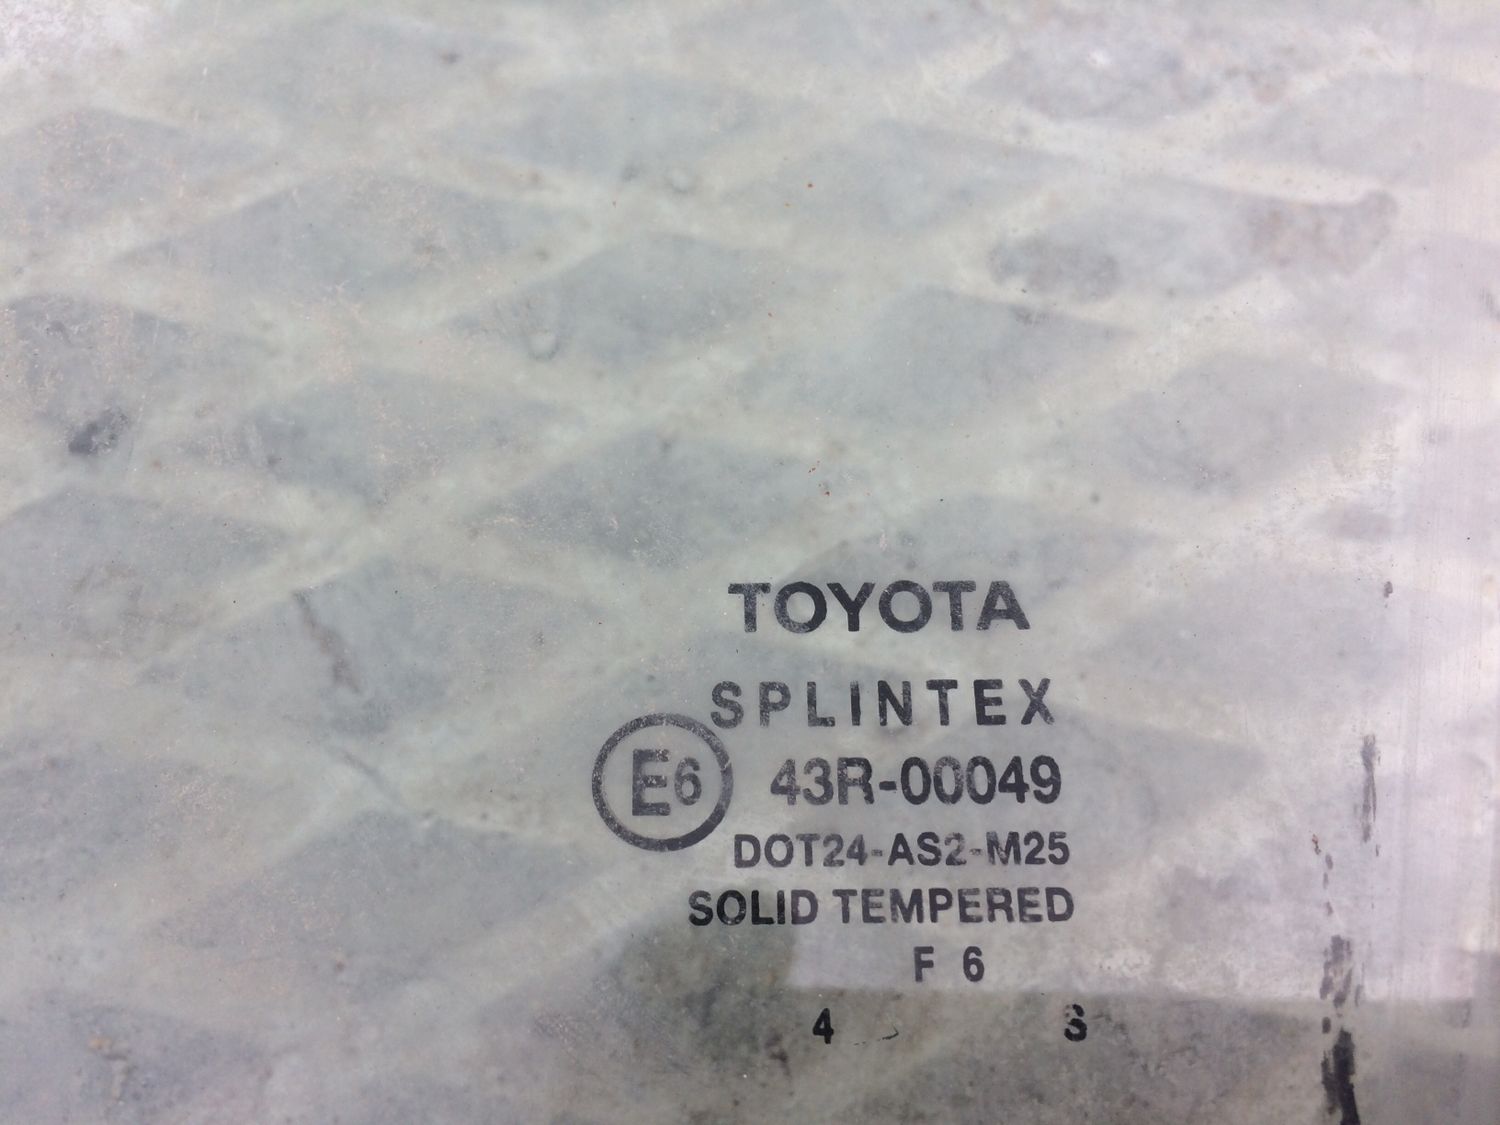 TOYOTA
SPLINTEX
E6 43R-00049
DOT24-AS2-M25
SOLID TEMPERED
F 6
4